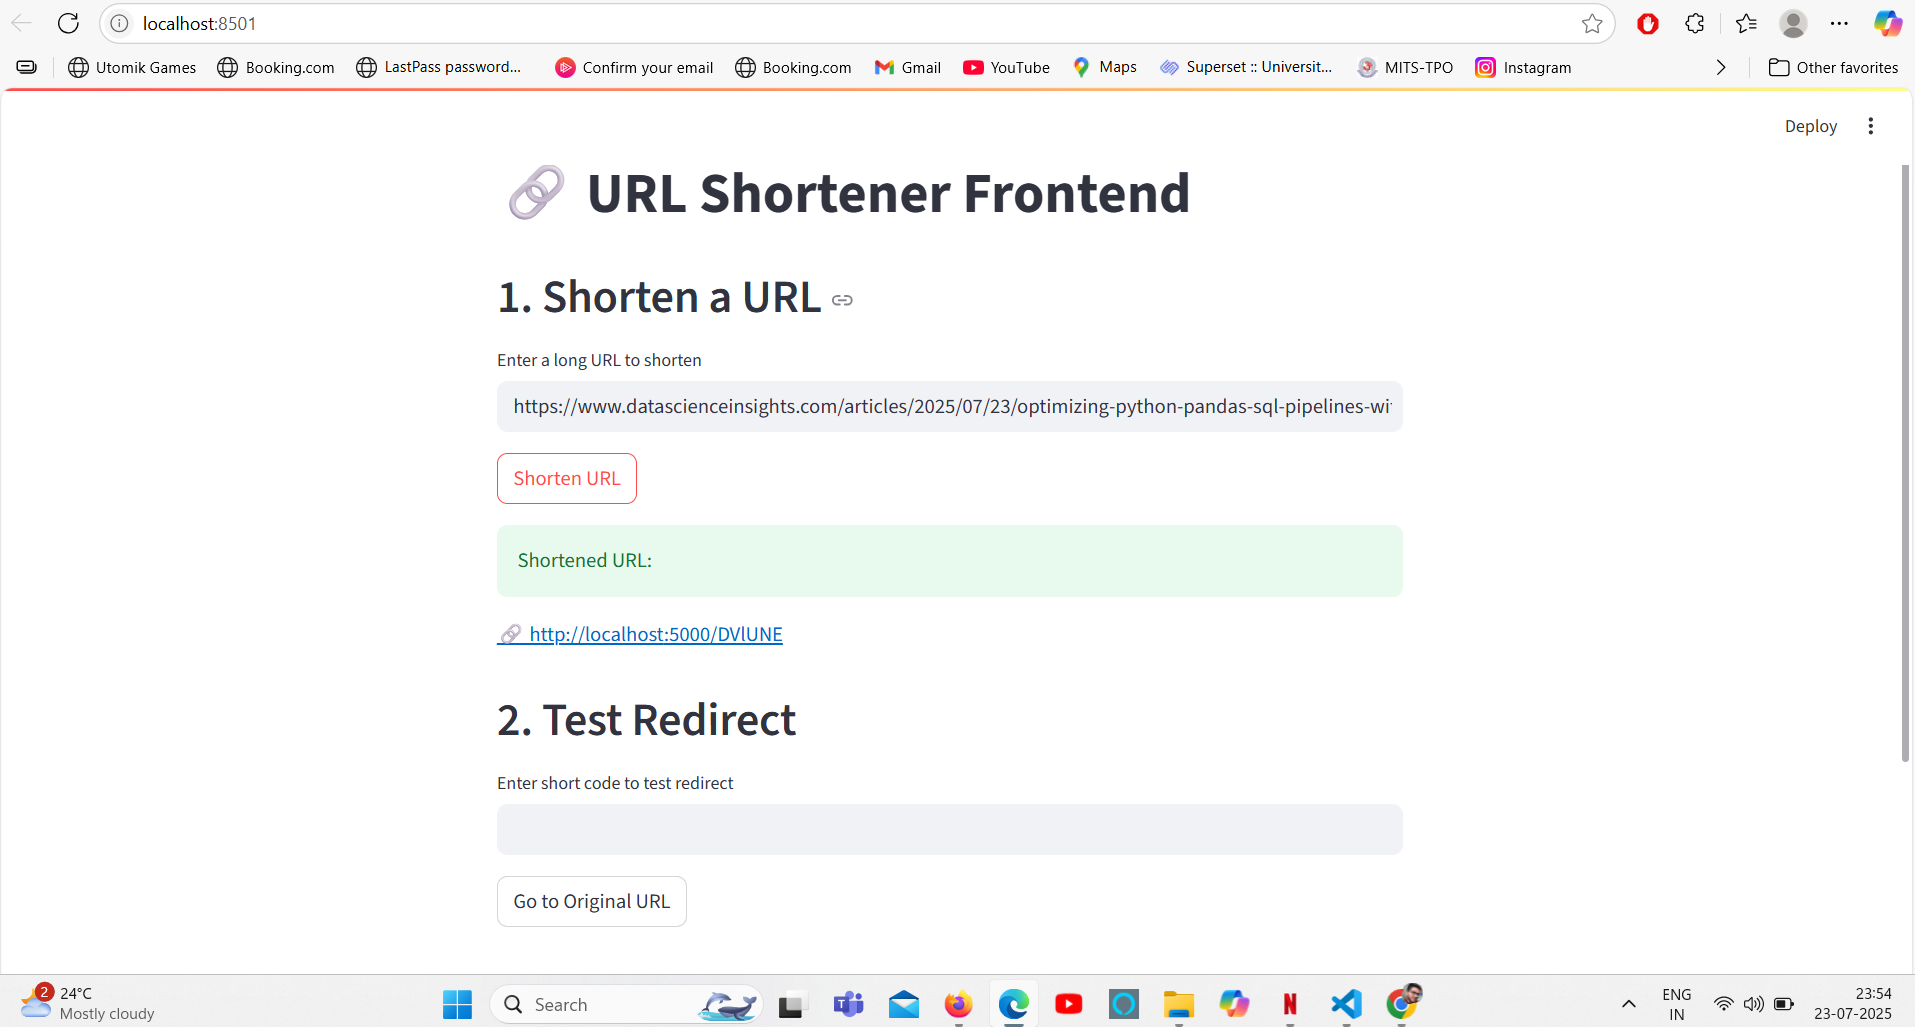 localhost:8501
Utomik Games Booking.com LastPass password... Confirm your email Booking.com Gmail YouTube Maps Superset :: Universit... MITS-TPO Instagram Other favorites
Deploy
URL Shortener Frontend
1. Shorten a URL
Enter a long URL to shorten
https://www.datascienceinsights.com/articles/2025/07/23/optimizing-python-pandas-sql-pipelines-wi
Shorten URL
Shortened URL:
http://localhost:5000/DVlUNE
2. Test Redirect
Enter short code to test redirect
Go to Original URL
2
24°C
Mostly cloudy
Search
ENG
IN
23:54
23-07-2025